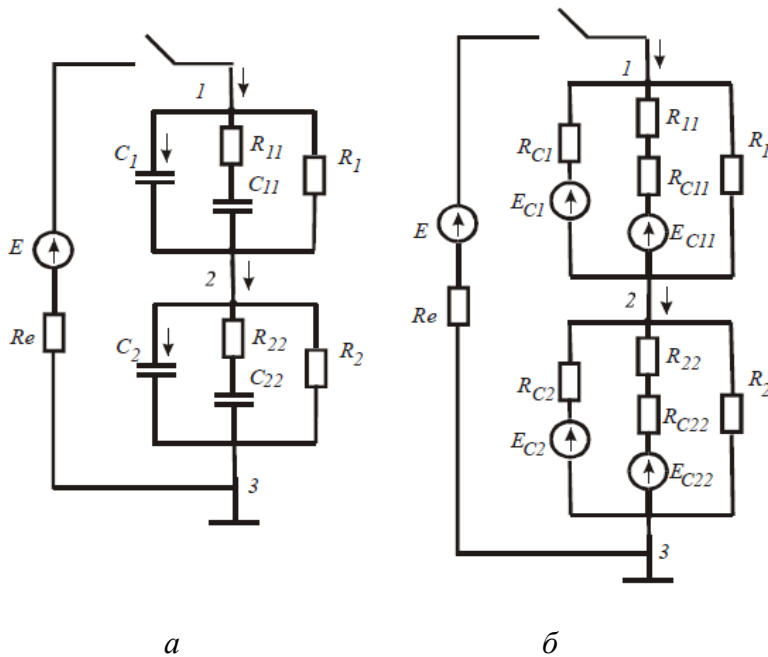 1
C1
R11
C11
R1
E
Re
2
C2
R22
C22
R2
3
а
1
RC1
R11
R1
RC11
EC1
EC11
E
Re
2
RC2
R22
R2
RC22
EC2
EC22
3
б